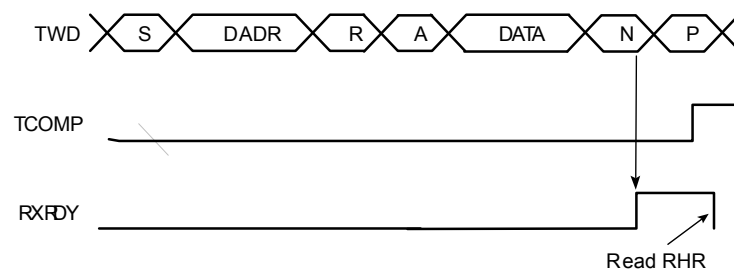 TWD S DADR R A DATA N P
TCOMP
RXRDY
Read RHR